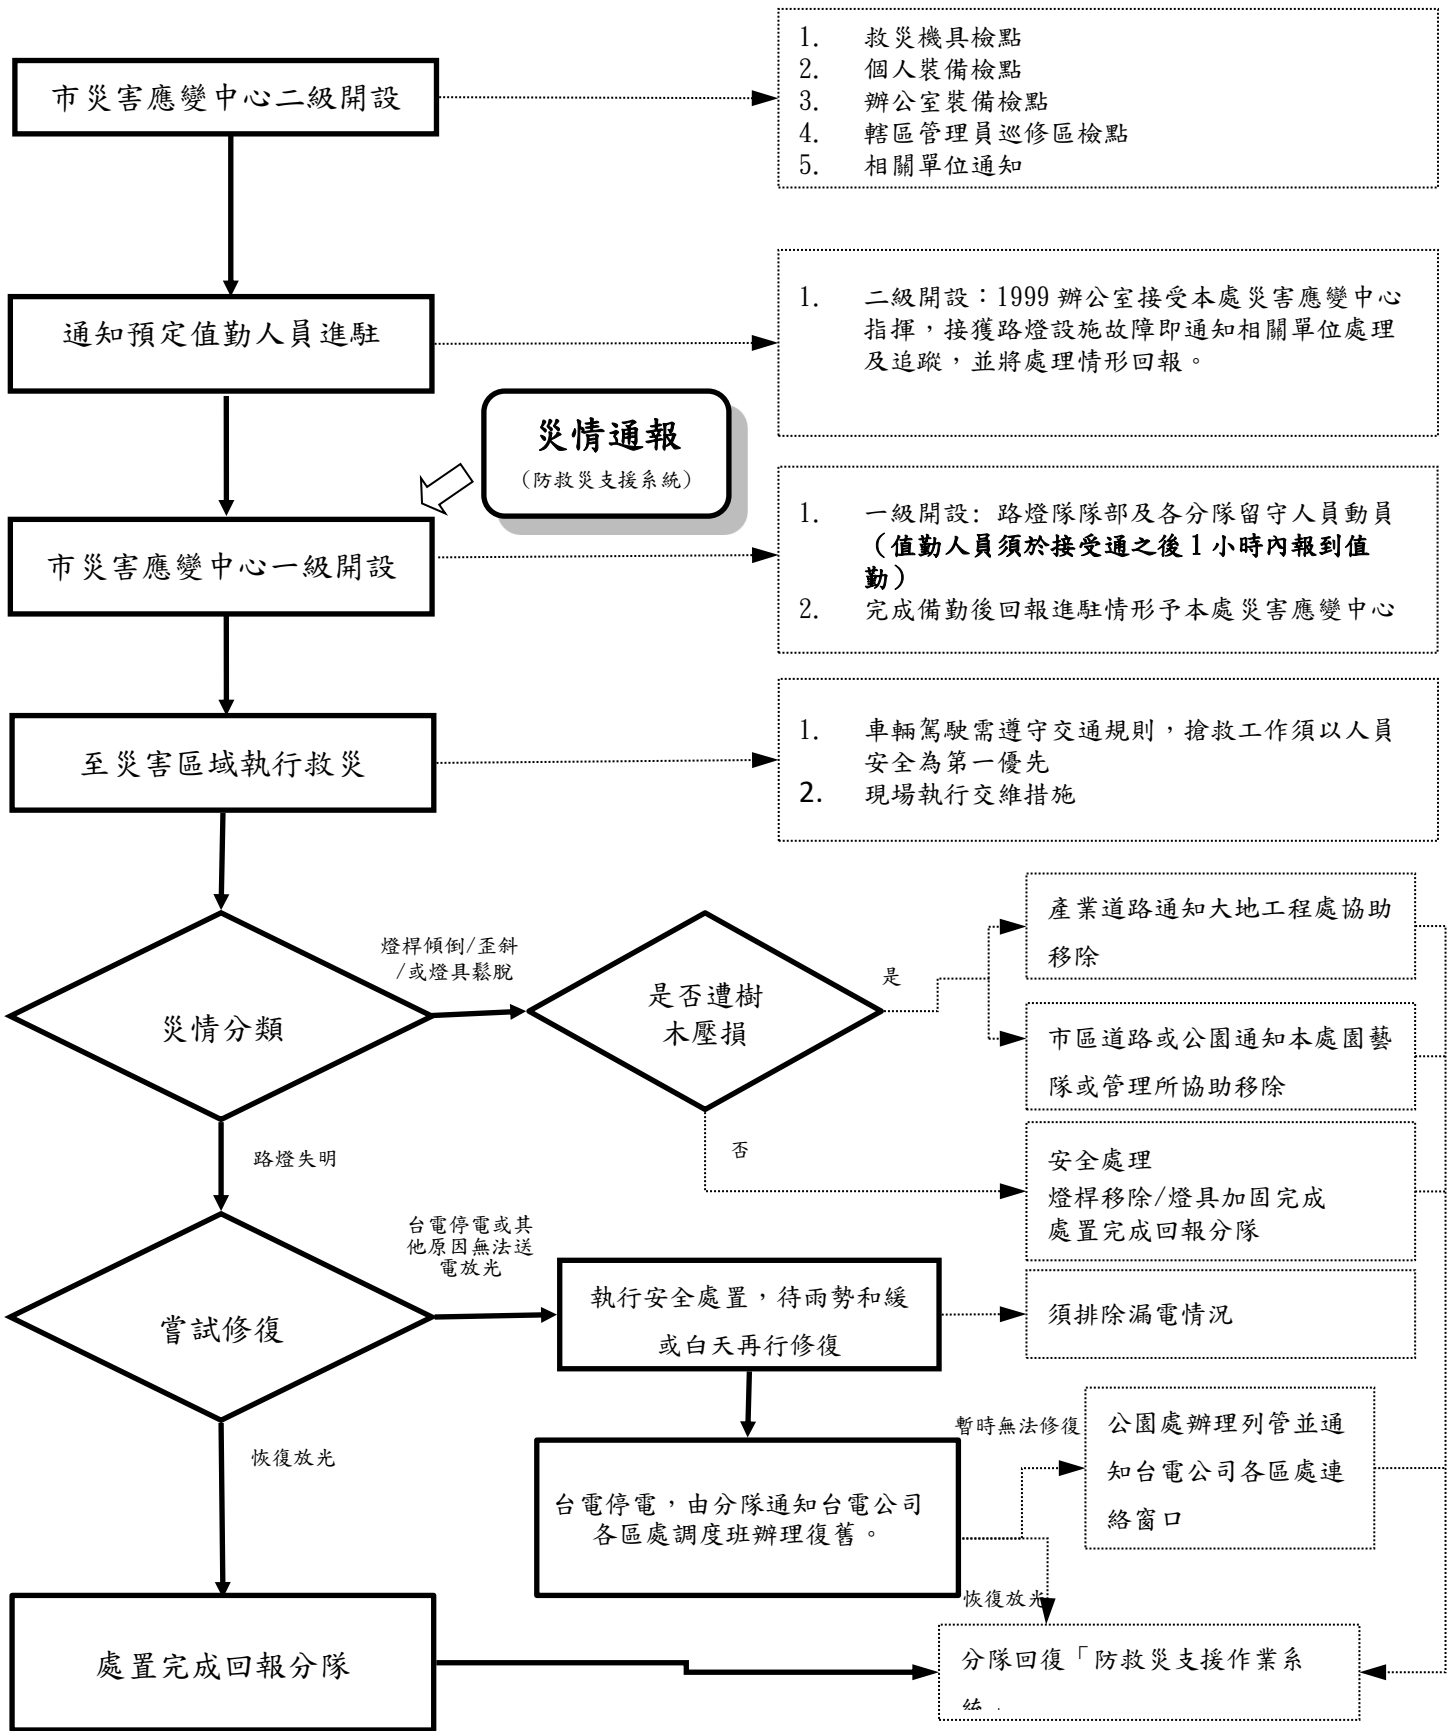 市災害應變中心二級開設
1. 救災機具檢點
2. 個人裝備檢點
3. 辦公室裝備檢點
4. 轄區管理員巡修區檢點
5. 相關單位通知
通知預定值勤人員進駐
1. 二級開設：1999 辦公室接受本處災害應變中心
指揮，接獲路燈設施故障即通知相關單位處理
及追蹤，並將處理情形回報。
災情通報
（防救災支援系統）
市災害應變中心一級開設
1. 一級開設: 路燈隊隊部及各分隊留守人員動員
（值勤人員須於接受通之後 1 小時內報到值
勤）
2. 完成備勤後回報進駐情形予本處災害應變中心
至災害區域執行救災
1. 車輛駕駛需遵守交通規則，搶救工作須以人員
安全為第一優先
2. 現場執行交維措施
災情分類
燈桿傾倒/歪斜
/或燈具鬆脫
是否遭樹
木壓損
是
產業道路通知大地工程處協助
移除
市區道路或公園通知本處園藝
隊或管理所協助移除
否
安全處理
燈桿移除/燈具加固完成
處置完成回報分隊
路燈失明
嘗試修復
台電停電或其
他原因無法送
電放光
執行安全處置，待雨勢和緩
或白天再行修復
須排除漏電情況
恢復放光
台電停電，由分隊通知台電公司
各區處調度班辦理復舊。
暫時無法修復
公園處辦理列管並通
知台電公司各區處連
絡窗口
恢復放光
處置完成回報分隊
分隊回復「防救災支援作業系